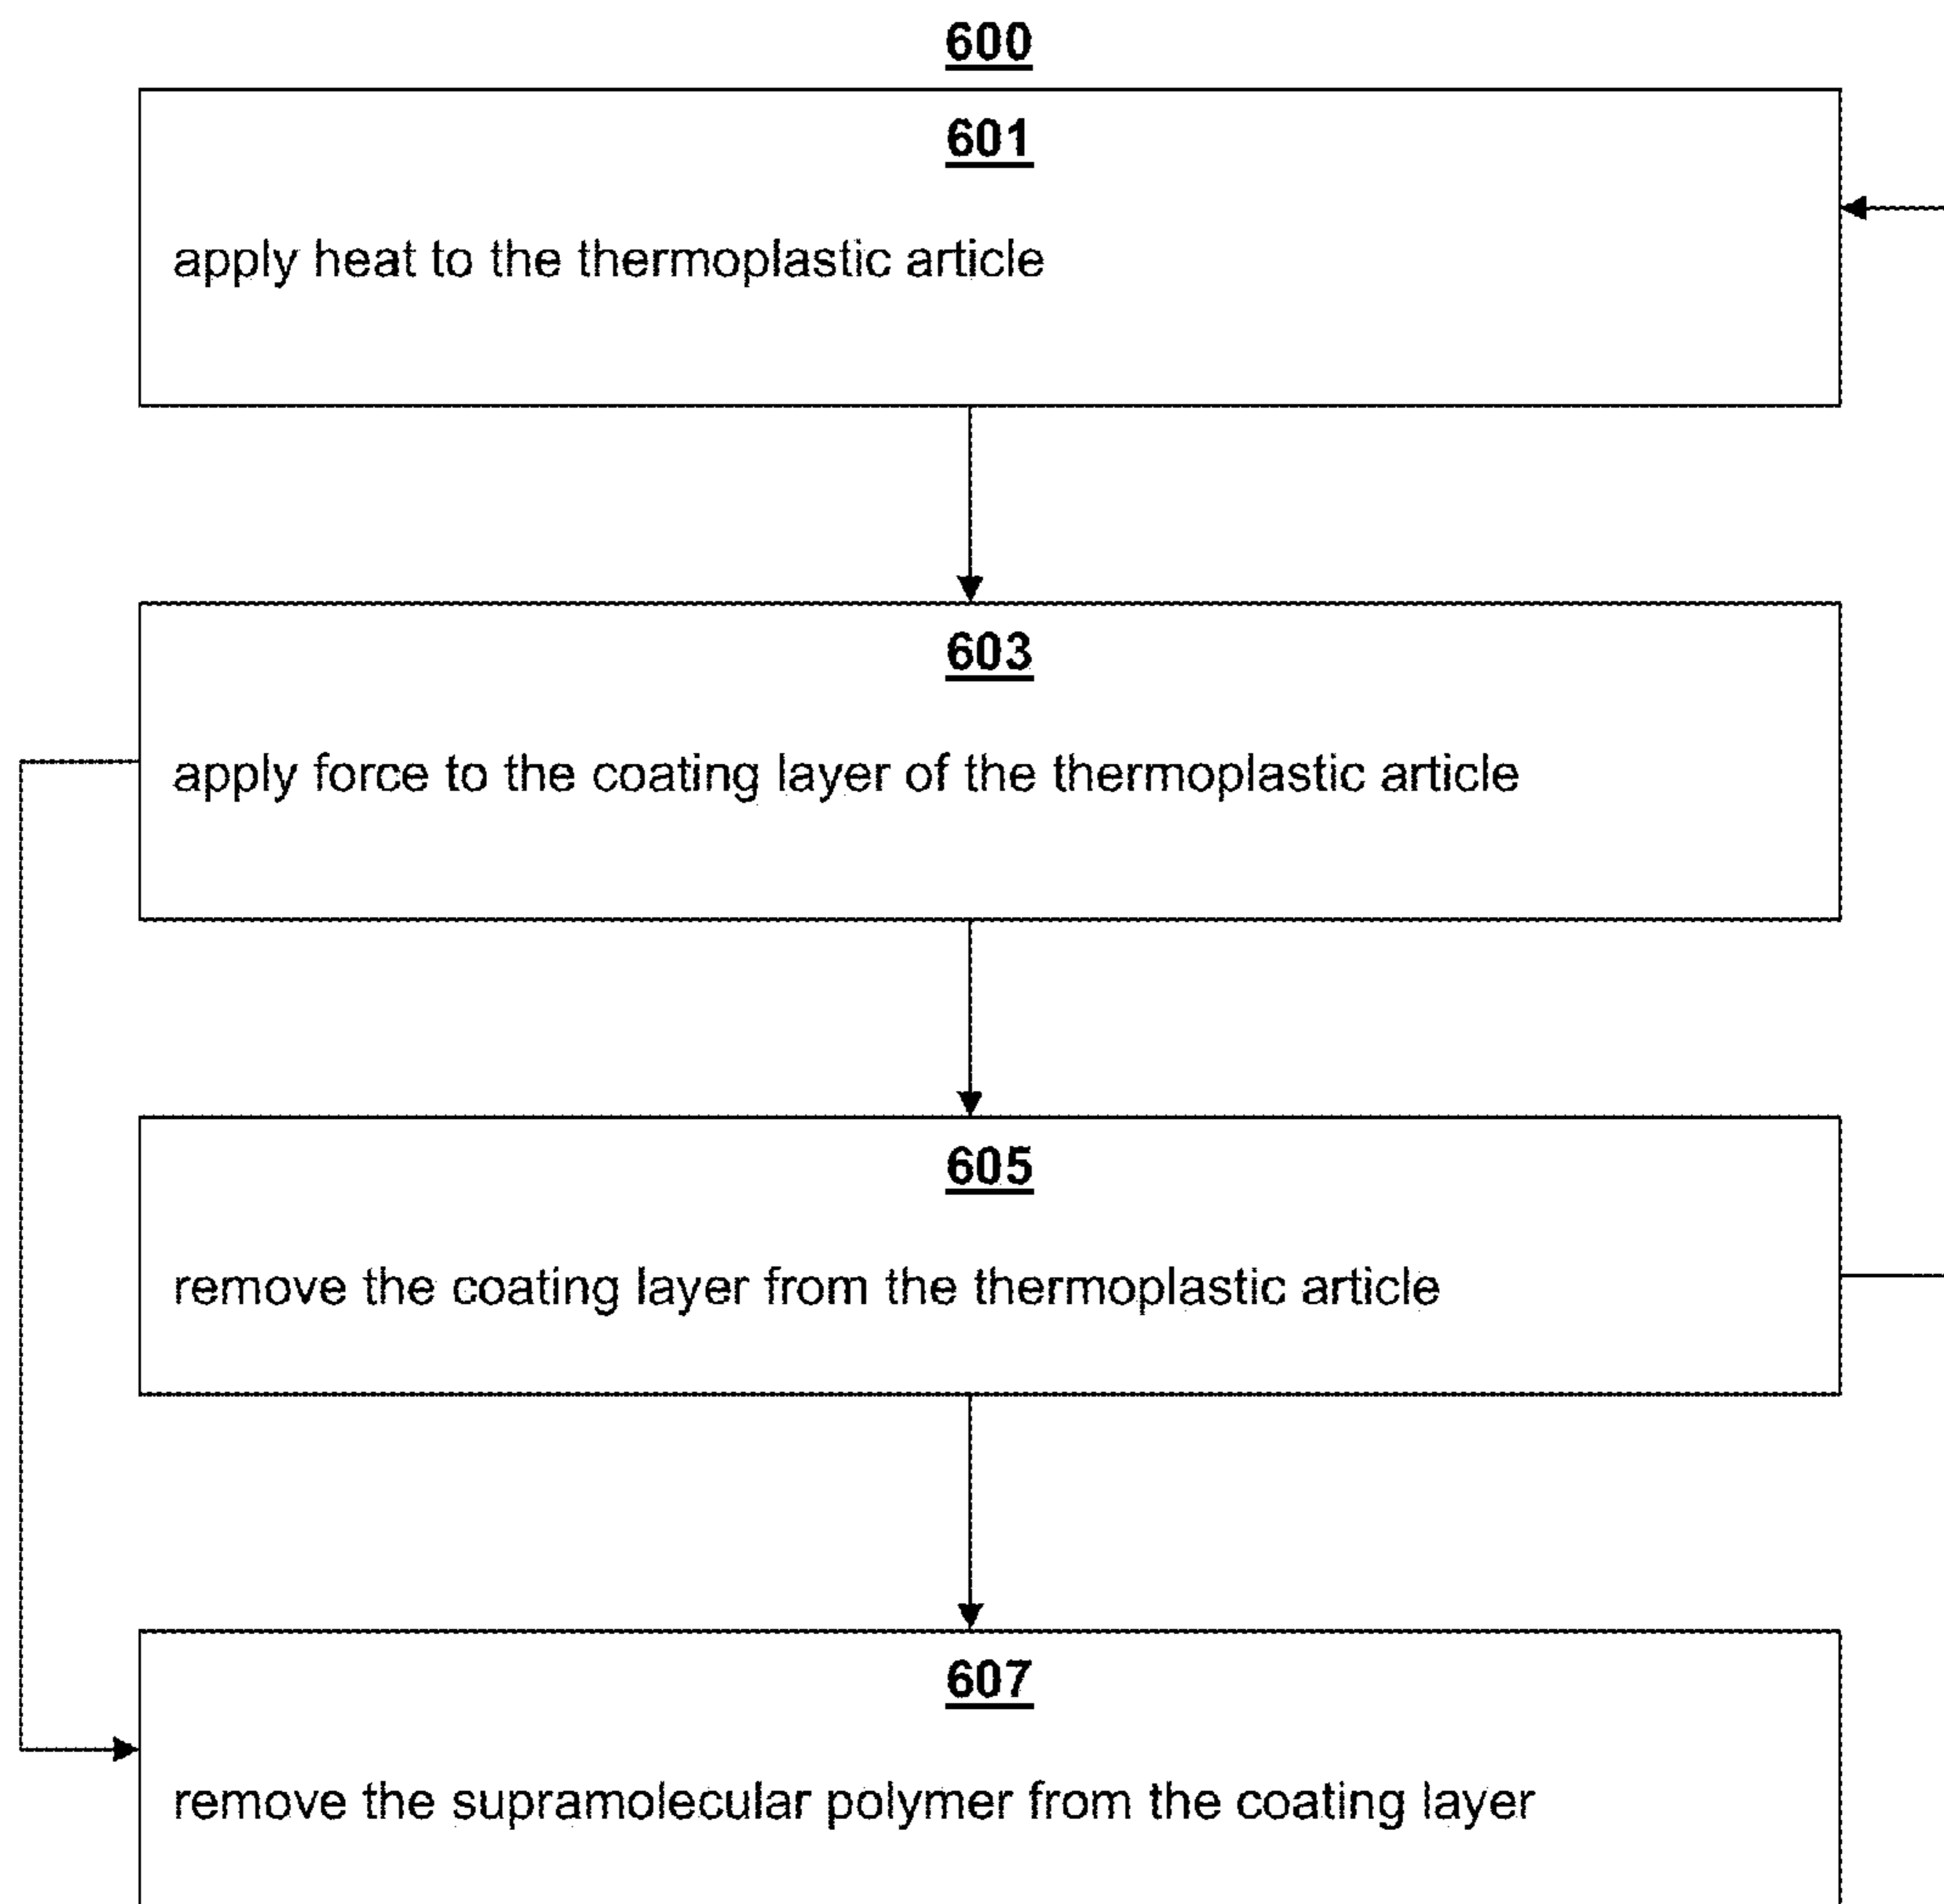 600
601
apply heat to the thermoplastic article
603
apply force to the coating layer of the thermoplastic article
605
remove the coating layer from the thermoplastic article
607
remove the supramolecular polymer from the coating layer